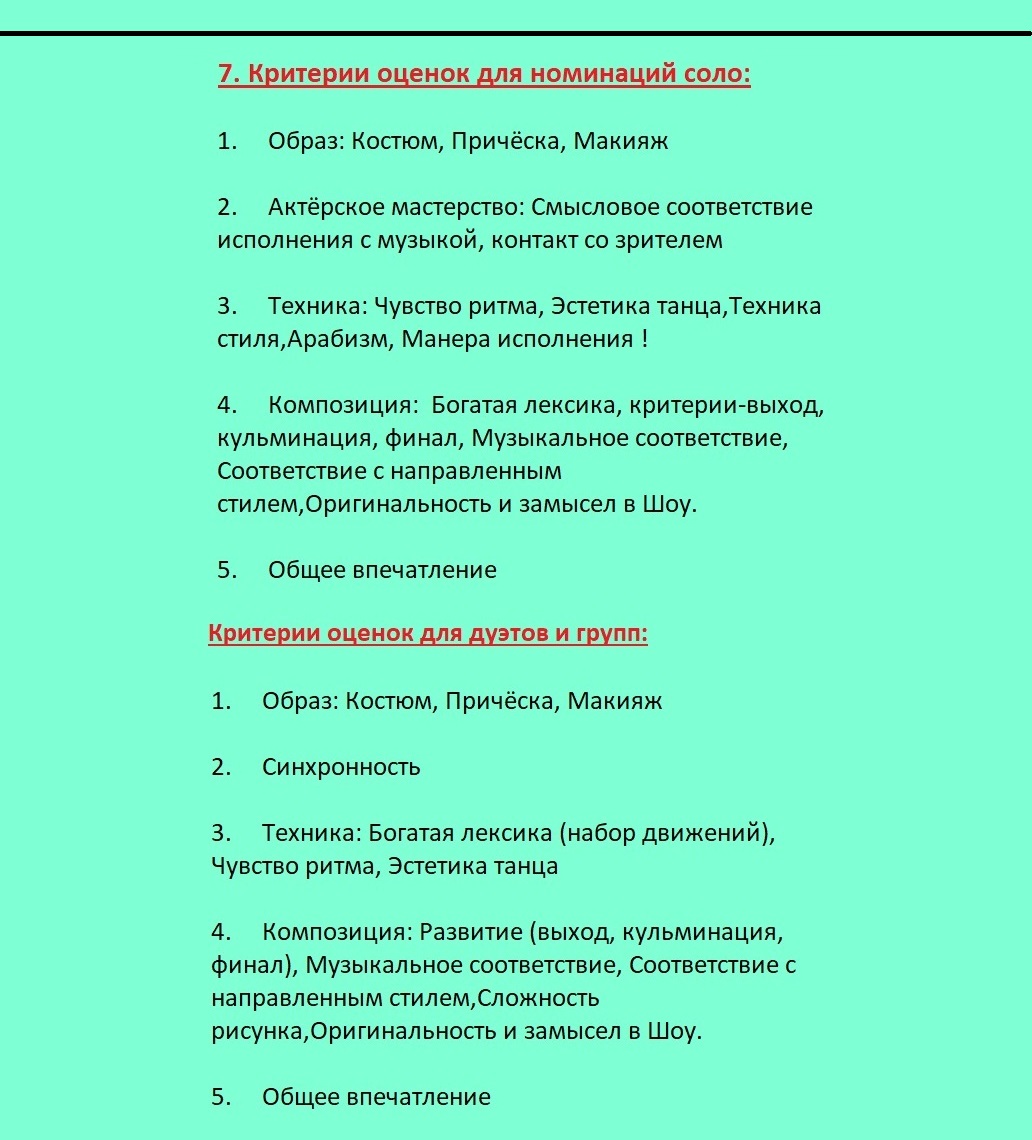 7. Критерии оценок для номинаций соло:
1. Образ: Костюм, Причёска, Макияж
2. Актёрское мастерство: Смысловое соответствие
исполнения с музыкой, контакт со зрителем
3. Техника: Чувство ритма, Эстетика танца,Техника
стиля,Арабизм, Манера исполнения !
4. Композиция: Богатая лексика, критерии-выход,
кульминация, финал, Музыкальное соответствие,
Соответствие с направленным
стилем,Оригинальность и замысел в Шоу.
5. Общее впечатление
Критерии оценок для дуэтов и групп:
1. Образ: Костюм, Причёска, Макияж
2. Синхронность
3. Техника: Богатая лексика (набор движений),
Чувство ритма, Эстетика танца
4. Композиция: Развитие (выход, кульминация,
финал), Музыкальное соответствие, Соответствие с
направленным стилем,Сложность
рисунка,Оригинальность и замысел в Шоу.
5. Общее впечатление